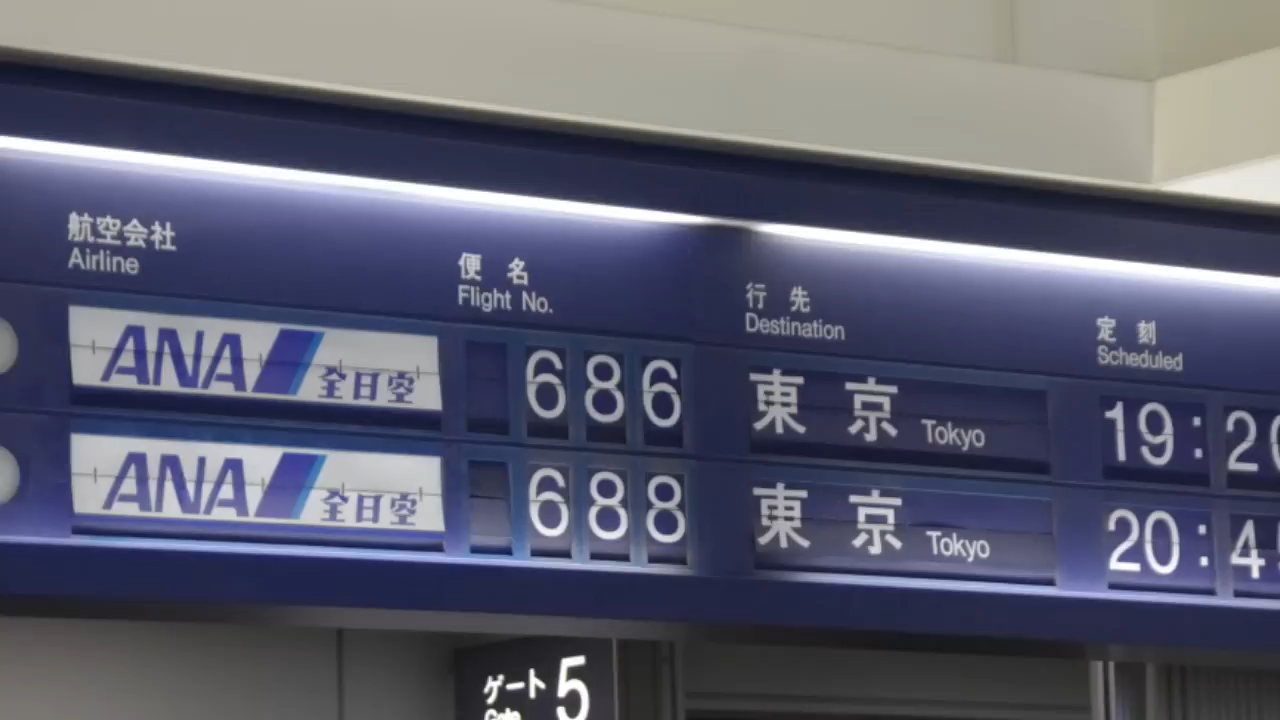 航空会社 便名 行先 定刻
Airline Flight No. Destination Scheduled
ANA 全日空 686 東京 Tokyo 19:20
ANA 全日空 688 東京 Tokyo 20:4
ゲート 5
Gate